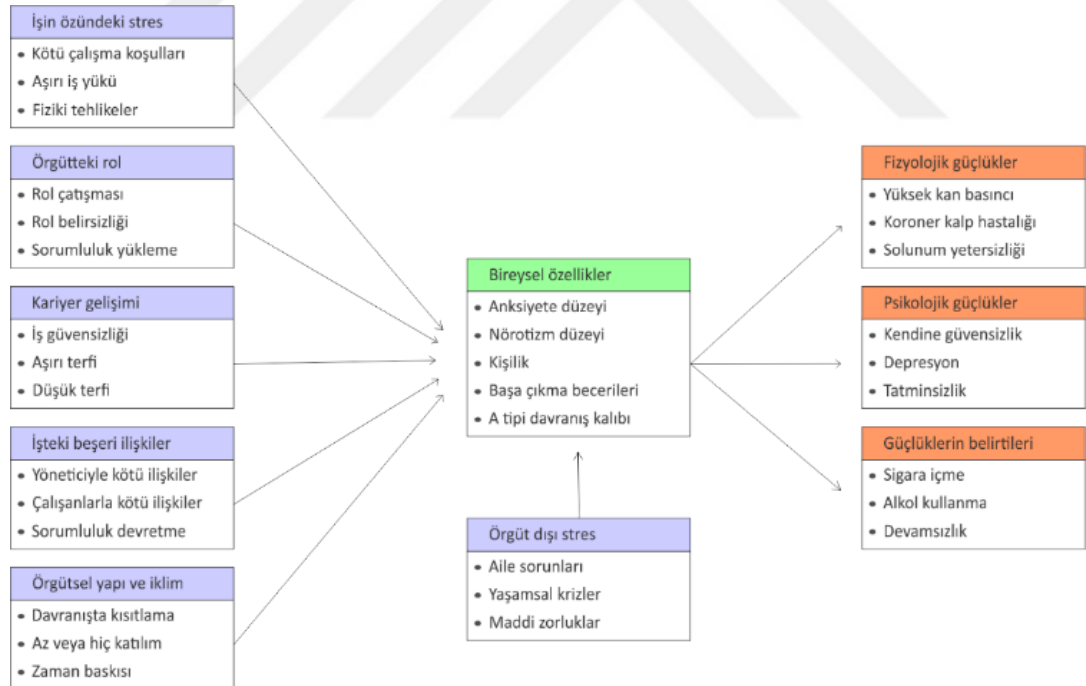 İşin özündeki stres
• Kötü çalışma koşulları
• Aşırı iş yükü
• Fiziki tehlikeler
Örgütteki rol
• Rol çatışması
• Rol belirsizliği
• Sorumluluk yükleme
Kariyer gelişimi
• İş güvensizliği
• Aşırı terfi
• Düşük terfi
İşteki beşeri ilişkiler
• Yöneticiyle kötü ilişkiler
• Çalışanlarla kötü ilişkiler
• Sorumluluk devretme
Örgütsel yapı ve iklim
• Davranışta kısıtlama
• Az veya hiç katılım
• Zaman baskısı
Bireysel özellikler
• Anksiyete düzeyi
• Nörotizm düzeyi
• Kişilik
• Başa çıkma becerileri
• A tipi davranış kalıbı
Örgüt dışı stres
• Aile sorunları
• Yaşamsal krizler
• Maddi zorluklar
Fizyolojik güçlükler
• Yüksek kan basıncı
• Koroner kalp hastalığı
• Solunum yetersizliği
Psikolojik güçlükler
• Kendine güvensizlik
• Depresyon
• Tatminsizlik
Güçlüklerin belirtileri
• Sigara içme
• Alkol kullanma
• Devamsızlık